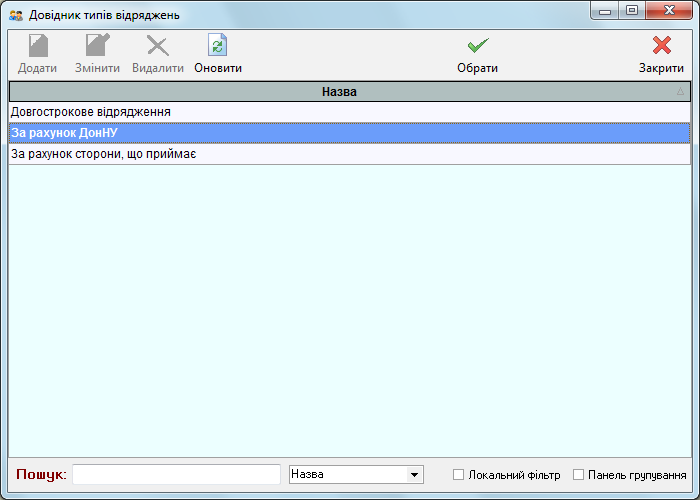 Довідник типів відряджень
Додати Змінити Видалити Оновити Обрати Закрити
Назва
Довгострокове відрядження
За рахунок ДонНУ
За рахунок сторони, що приймає
Пошук: Назва Локальний фільтр Панель групування